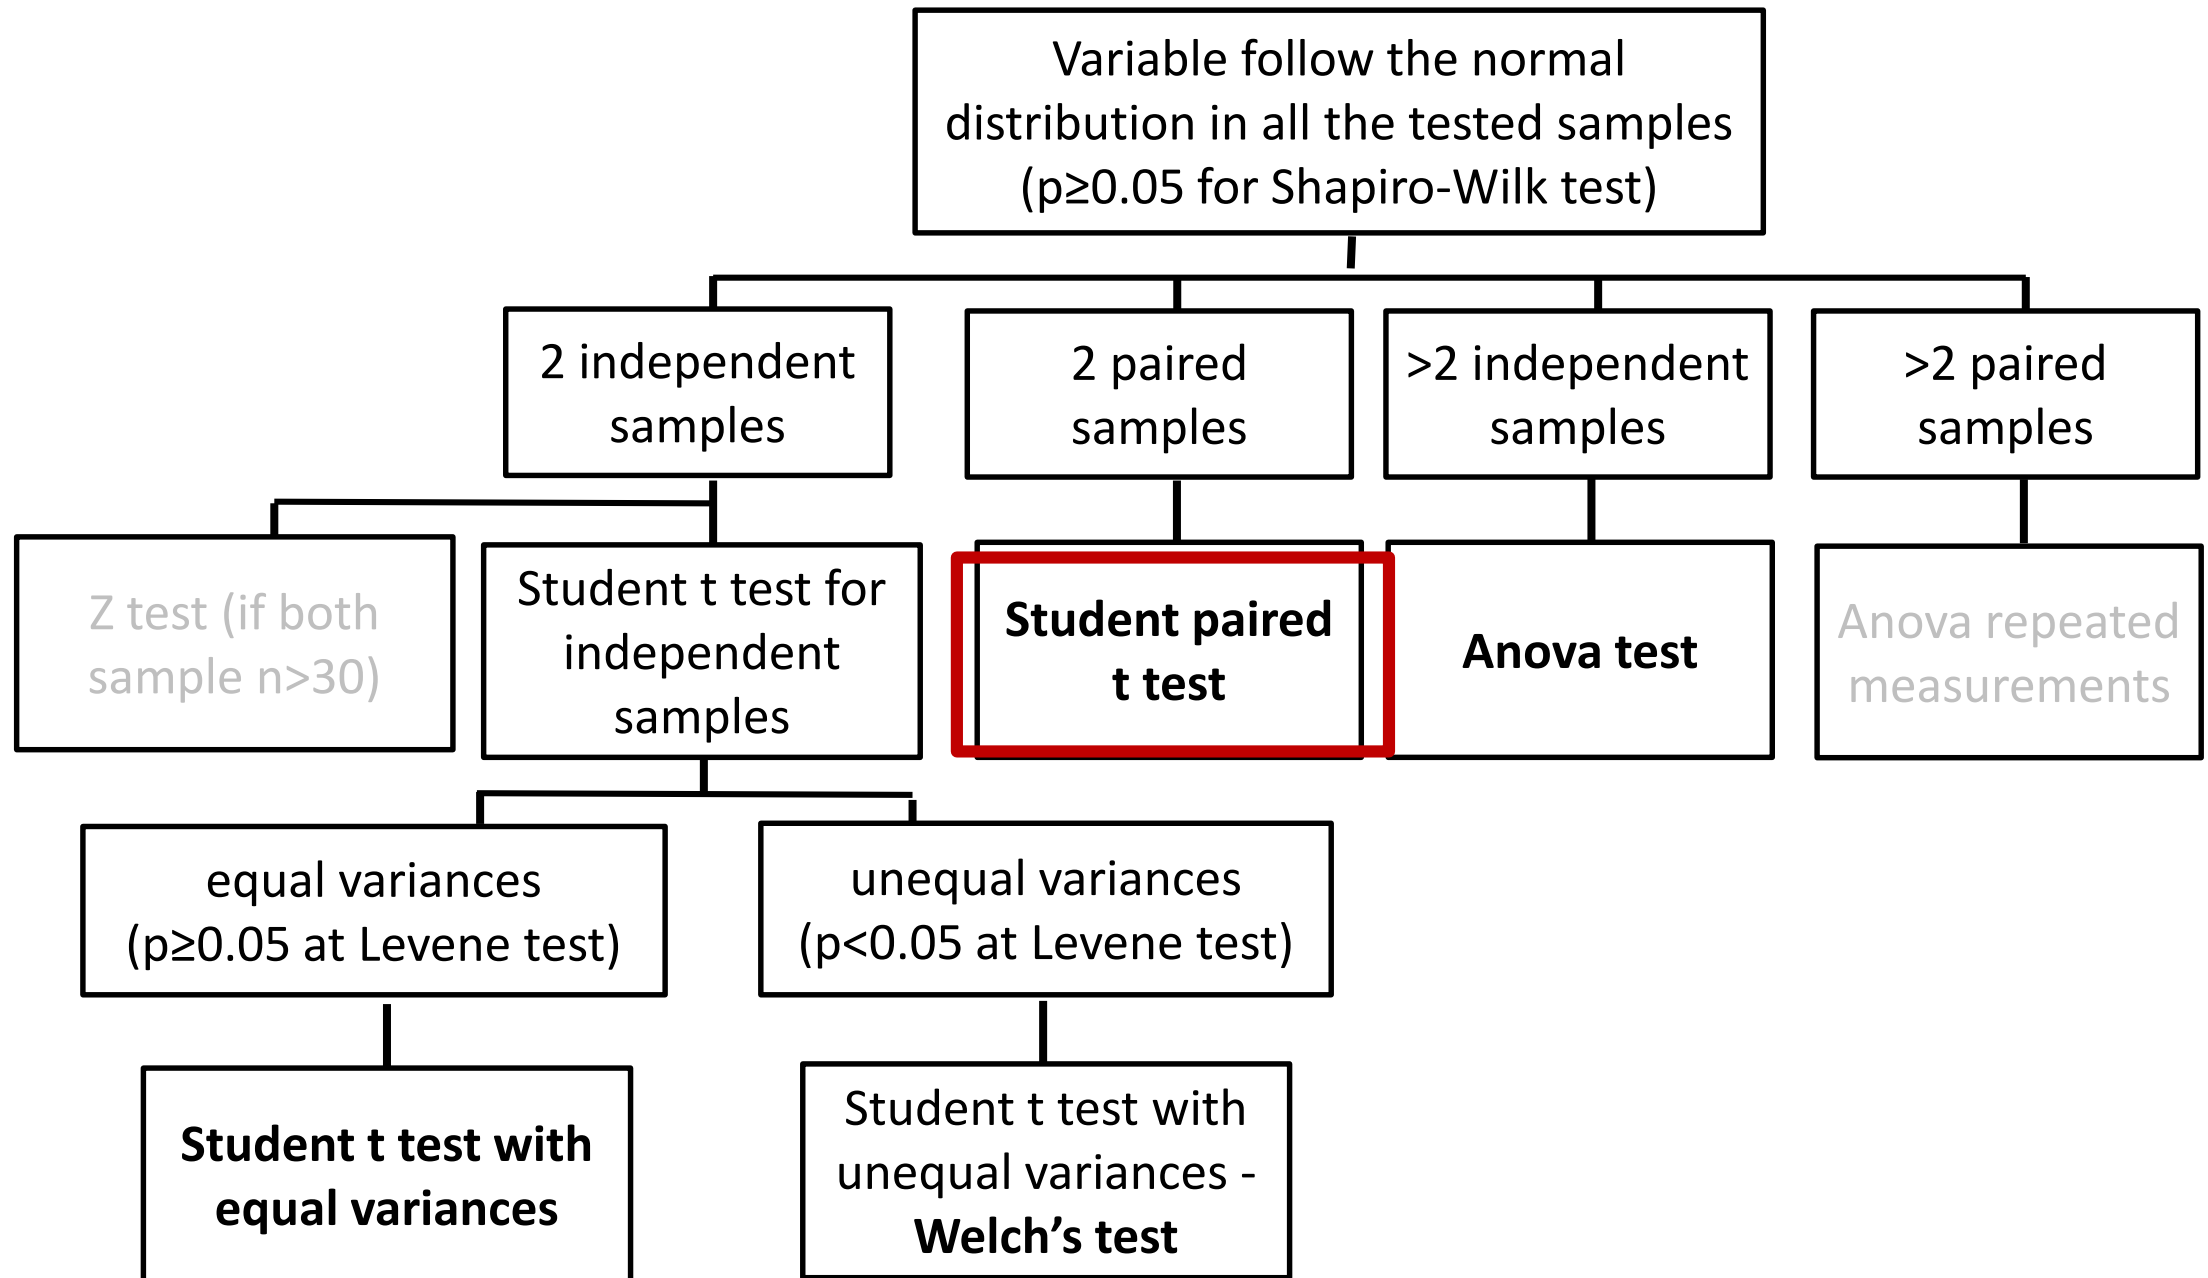 Variable follow the normal
distribution in all the tested samples
(p≥0.05 for Shapiro-Wilk test)
2 independent
samples
2 paired
samples
>2 independent
samples
>2 paired
samples
Z test (if both
sample n>30)
Student t test for
independent
samples
Student paired
t test
Anova test
Anova repeated
measurements
equal variances
(p≥0.05 at Levene test)
unequal variances
(p<0.05 at Levene test)
Student t test with
equal variances
Student t test with
unequal variances -
Welch’s test